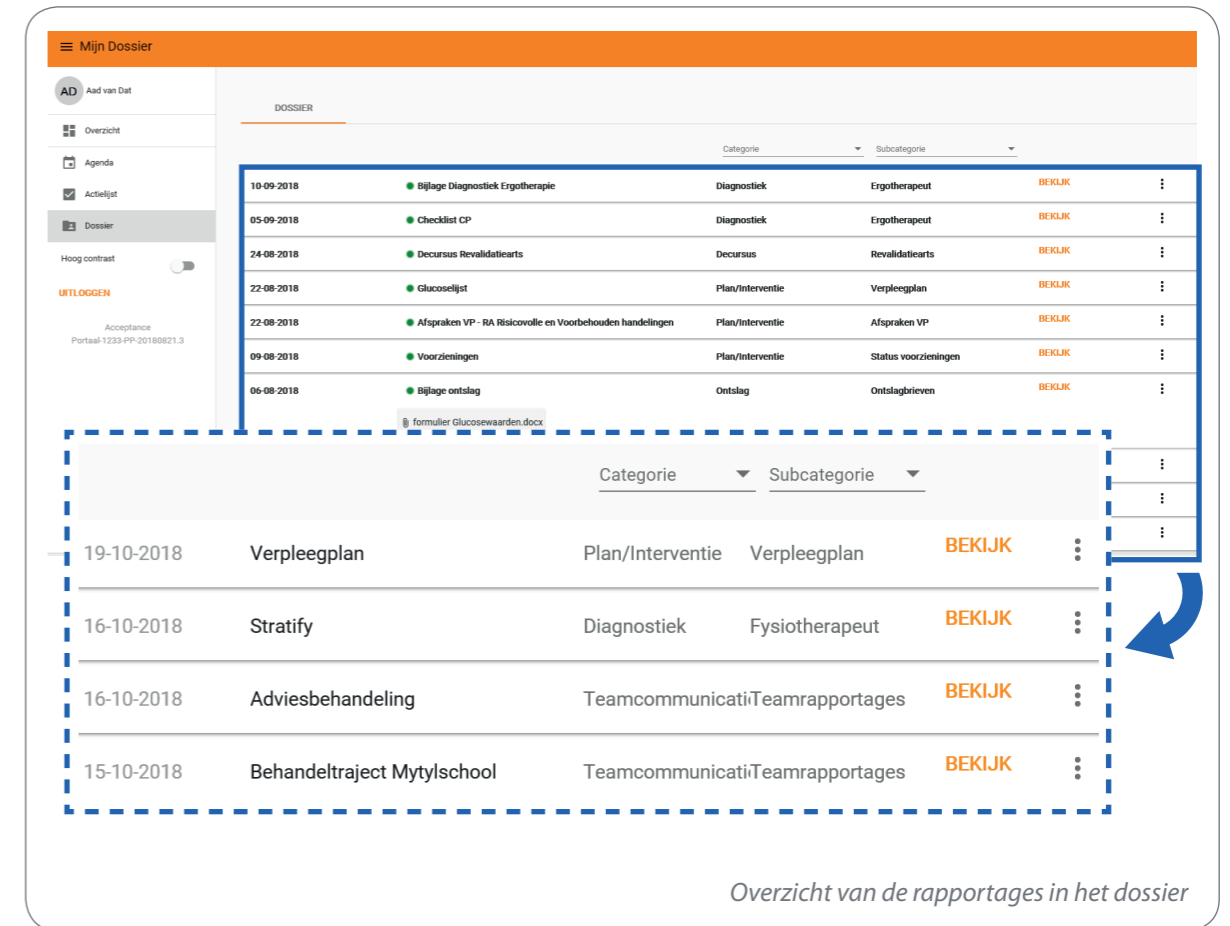 Mijn Dossier
AD Aad van Dat
DOSSIER
Overzicht
Categorie Subcategorie
Agenda
Actielijst
Dossier
Hoog contrast
UITLOGGEN
Acceptance
Portaal-1233-PP-20180821.3
10-09-2018 Bijlage Diagnostiek Ergotherapie Diagnostiek Ergotherapeut BEKIJK
05-09-2018 Checklist CP Diagnostiek Ergotherapeut BEKIJK
24-08-2018 Decursus Revalidatiearts Decursus Revalidatiearts BEKIJK
22-08-2018 Glucoselijst Plan/Interventie Verpleegplan BEKIJK
22-08-2018 Afspraken VP - RA Risicovolle en Voorbehouden handelingen Plan/Interventie Afspraken VP BEKIJK
09-08-2018 Voorzieningen Plan/Interventie Status voorzieningen BEKIJK
06-08-2018 Bijlage ontslag Ontslag Ontslagbrieven BEKIJK
formulier Glucosewaarden.docx
Categorie Subcategorie
19-10-2018 Verpleegplan Plan/Interventie Verpleegplan BEKIJK
16-10-2018 Stratify Diagnostiek Fysiotherapeut BEKIJK
16-10-2018 Adviesbehandeling Teamcommunicati Teamrapportages BEKIJK
15-10-2018 Behandeltraject Mytylschool Teamcommunicati Teamrapportages BEKIJK
Overzicht van de rapportages in het dossier